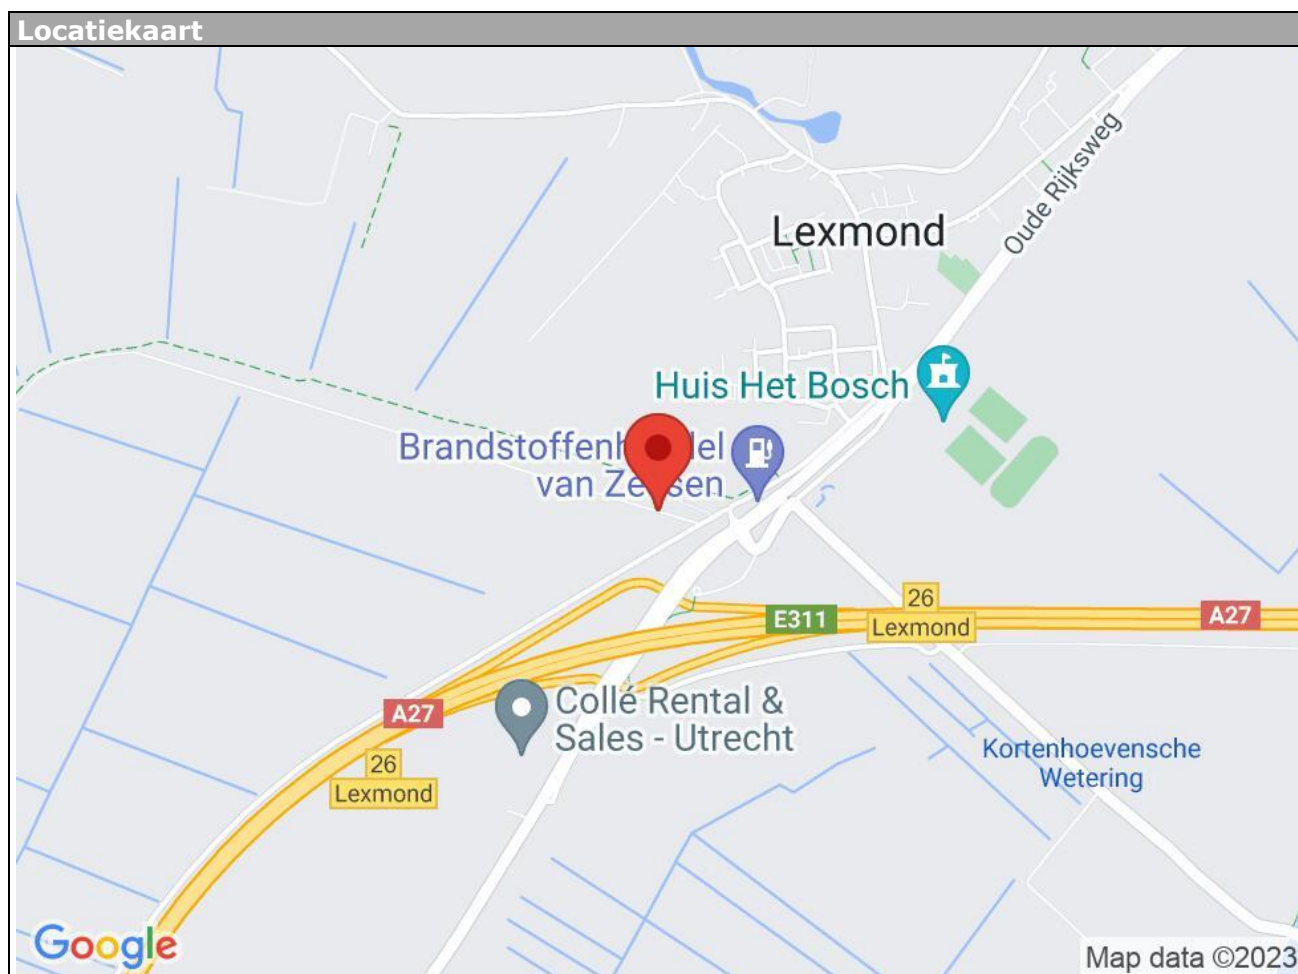 Locatiekaart
Oude Rijksweg
Lexmond
Huis Het Bosch
van
26
Lexmond
E311
A27
A27
Collé Rental &
Sales - Utrecht
26
Lexmond
Kortenhoevensche
Wetering
Google
Map data ©2023